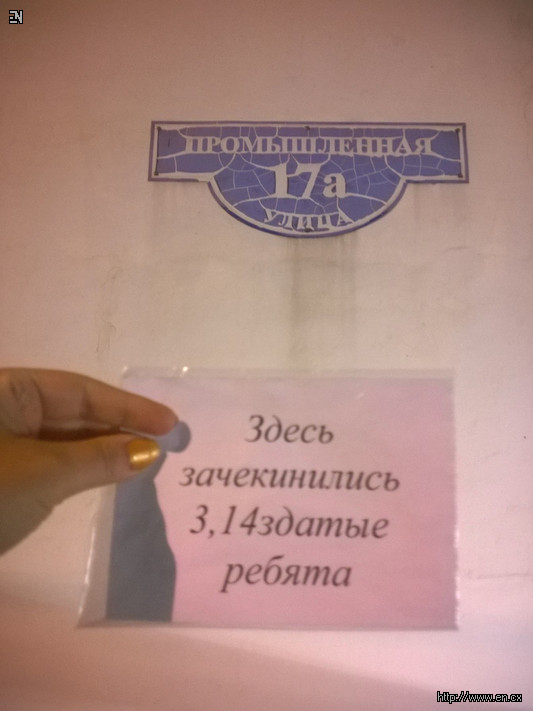 EN
ПРОМЫШЛЕННАЯ
17а
УЛИЦА
Здесь
зачекинились
3,14здатые
ребята
http://www.en.cx